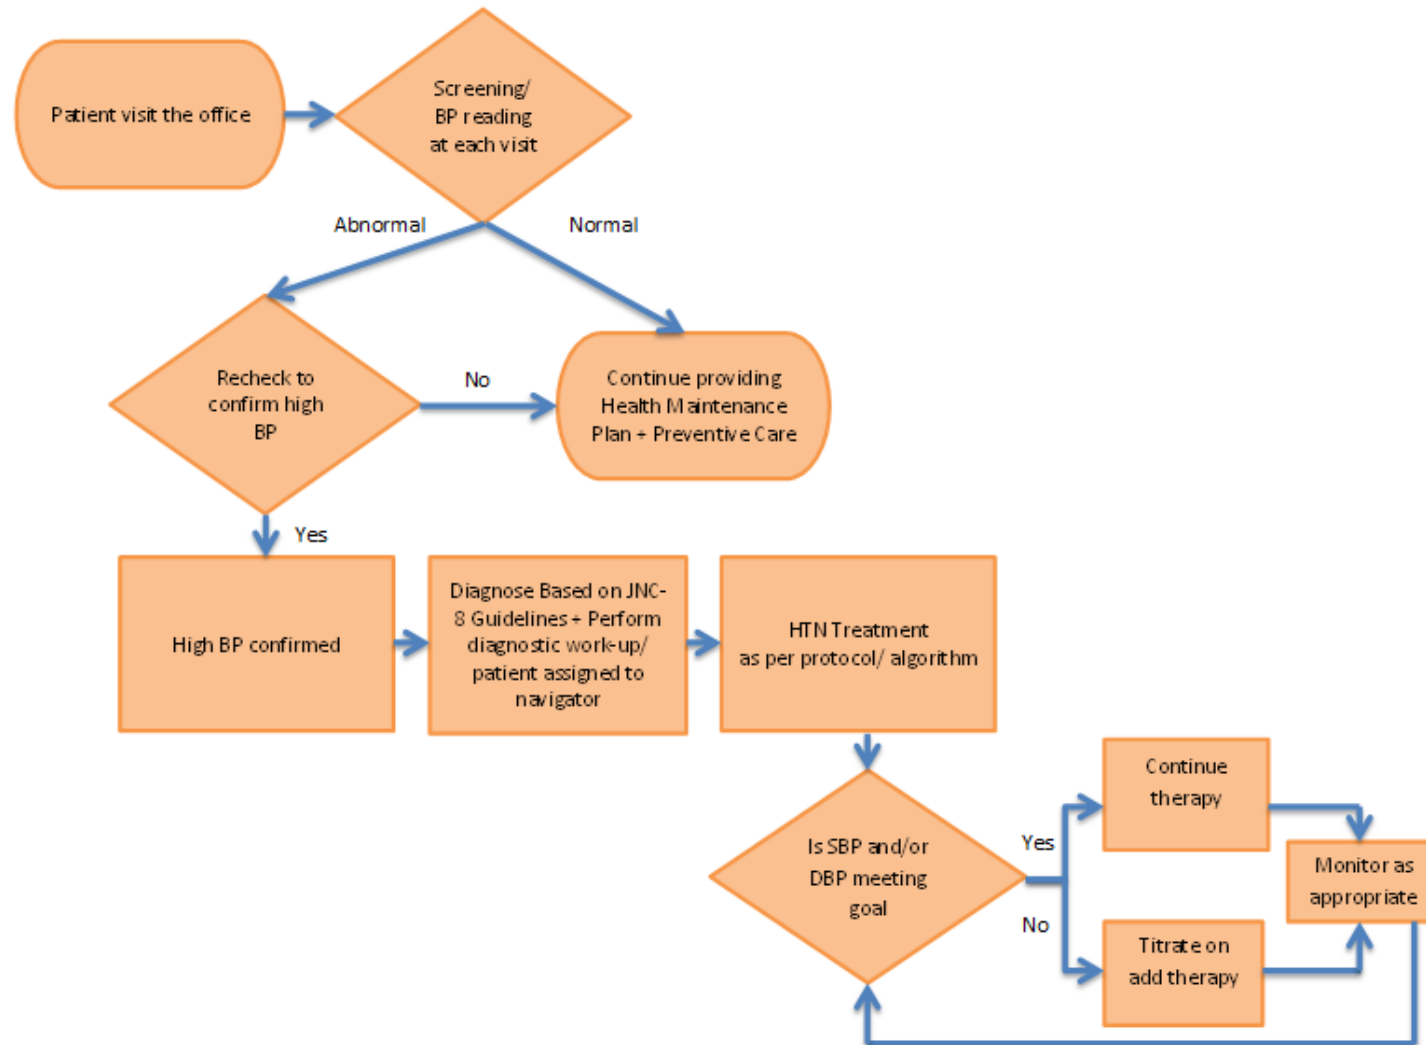 Patient visit the office
Screening/
BP reading
at each visit
Abnormal
Normal
Recheck to
confirm high
BP
No
Continue providing
Health Maintenance
Plan + Preventive Care
Yes
High BP confirmed
Diagnose Based on JNC-
8 Guidelines + Perform
diagnostic work-up/
patient assigned to
navigator
HTN Treatment
as per protocol/ algorithm
Is SBP and/or
DBP meeting
goal
Yes
No
Continue
therapy
Titrate on
add therapy
Monitor as
appropriate